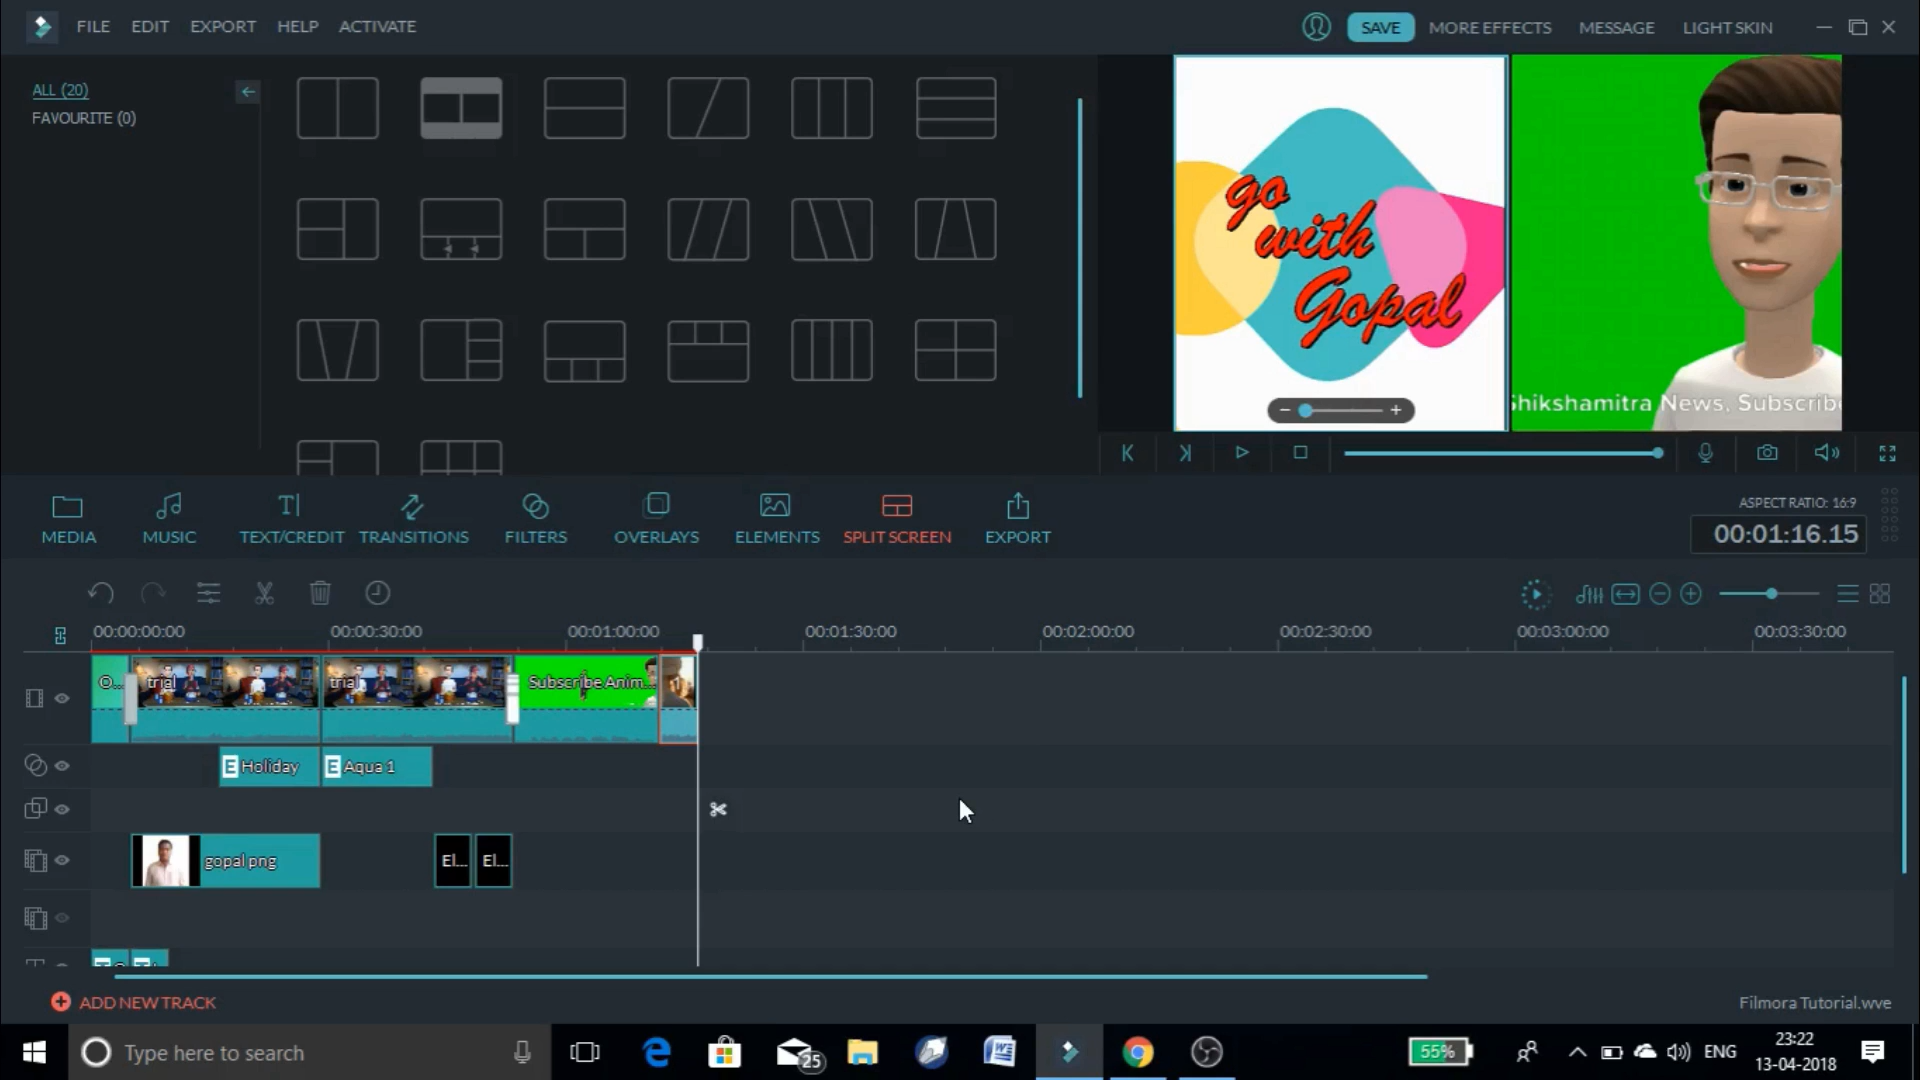 FILE EDIT EXPORT HELP ACTIVATE
SAVE MORE EFFECTS MESSAGE LIGHT SKIN
ALL (20)
FAVOURITE (0)
go
with
Gopal
Shikshamitra News, Subscribe
MEDIA MUSIC TEXT/CREDIT TRANSITIONS FILTERS OVERLAYS ELEMENTS SPLIT SCREEN EXPORT
ASPECT RATIO: 16:9
00:01:16.15
00:00:00:00 00:00:30:00 00:01:00:00 00:01:30:00 00:02:00:00 00:02:30:00 00:03:00:00 00:03:30:00
O... trial trial Subscribe.Anim... 1
E Holiday E Aqua 1
gopal.png El... El...
ADD NEW TRACK
Filmora Tutorial.wve
Type here to search
25
55%
ENG
23:22
13-04-2018